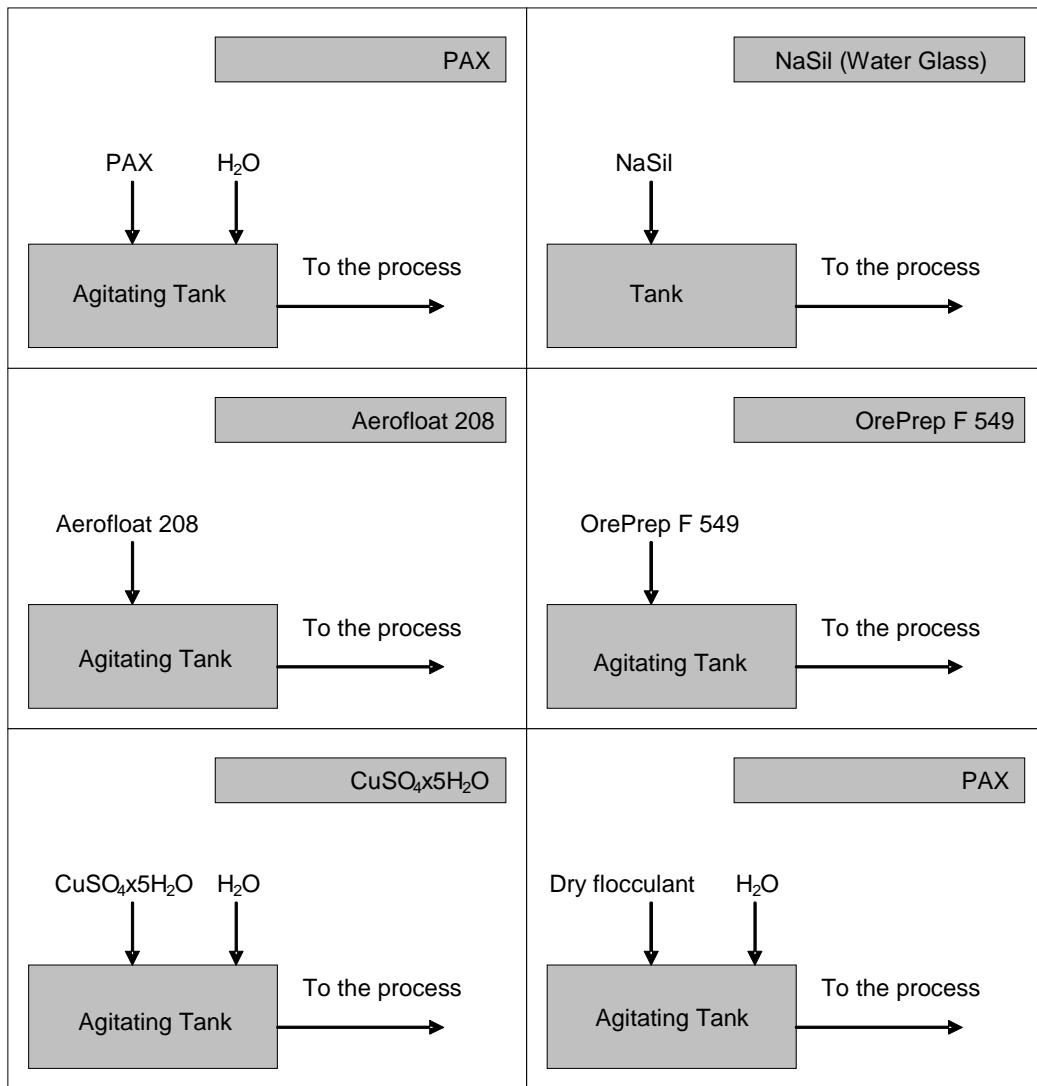 PAX
PAX H₂O
Agitating Tank
To the process
NaSil (Water Glass)
NaSil
Tank
To the process
Aerofloat 208
Aerofloat 208
Agitating Tank
To the process
OrePrep F 549
OrePrep F 549
Agitating Tank
To the process
CuSO₄x5H₂O
CuSO₄x5H₂O H₂O
Agitating Tank
To the process
PAX
Dry flocculant H₂O
Agitating Tank
To the process